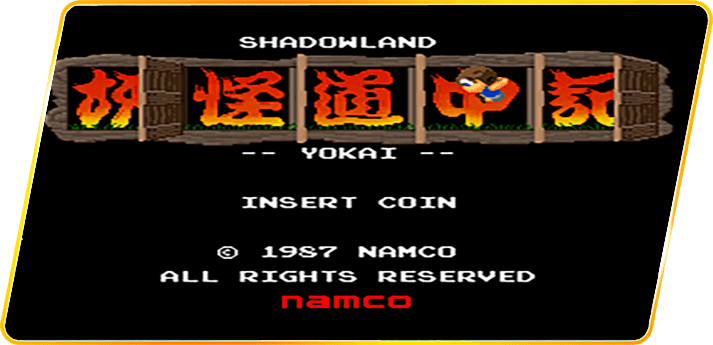 SHADOWLAND
妖怪道中記
-- YOKAI --
INSERT COIN
© 1987 NAMCO
ALL RIGHTS RESERVED
namco